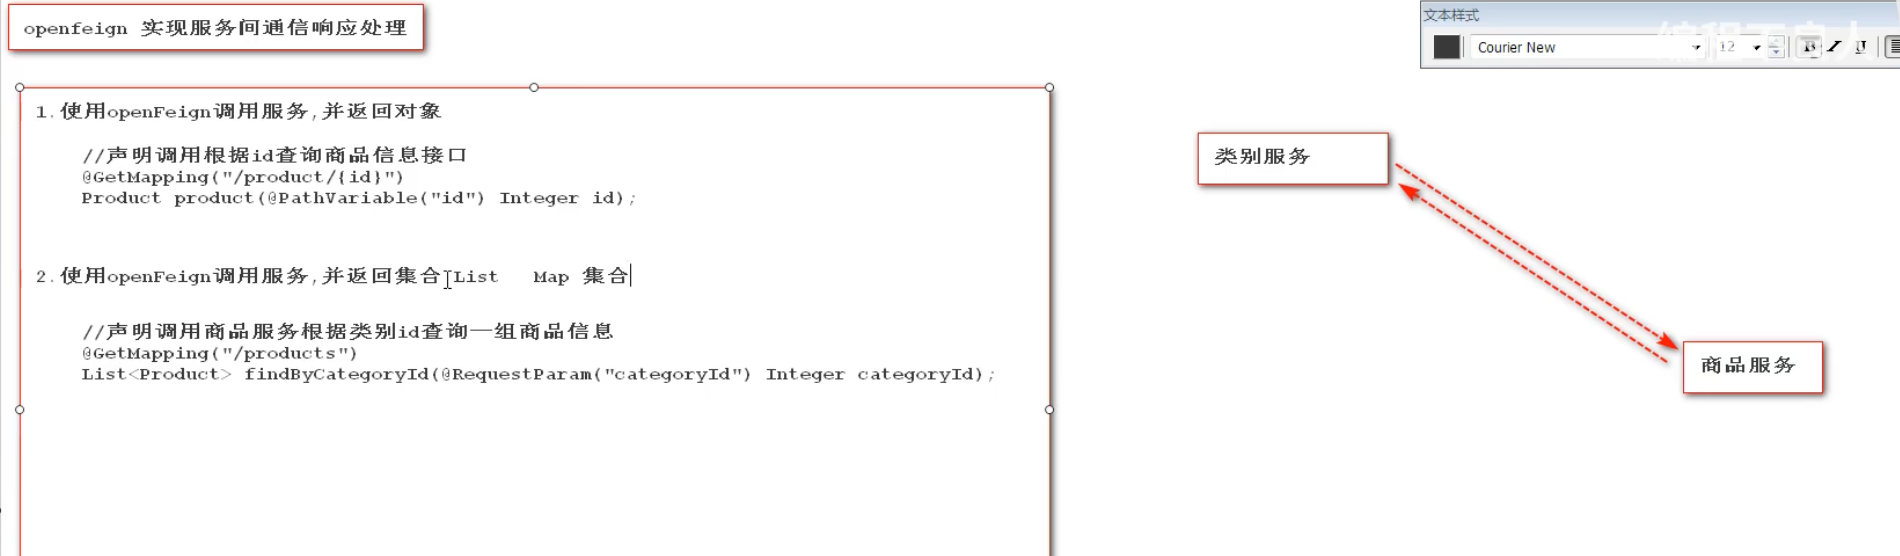 openfeign 实现服务间通信响应处理
文本样式
编程不良人
Courier New
12
B I U
1.使用openFeign调用服务,并返回对象
//声明调用根据id查询商品信息接口
@GetMapping("/product/{id}")
Product product(@PathVariable("id") Integer id);
2.使用openFeign调用服务,并返回集合 List Map 集合
//声明调用商品服务根据类别id查询一组商品信息
@GetMapping("/products")
List<Product> findByCategoryId(@RequestParam("categoryId") Integer categoryId);
类别服务
商品服务